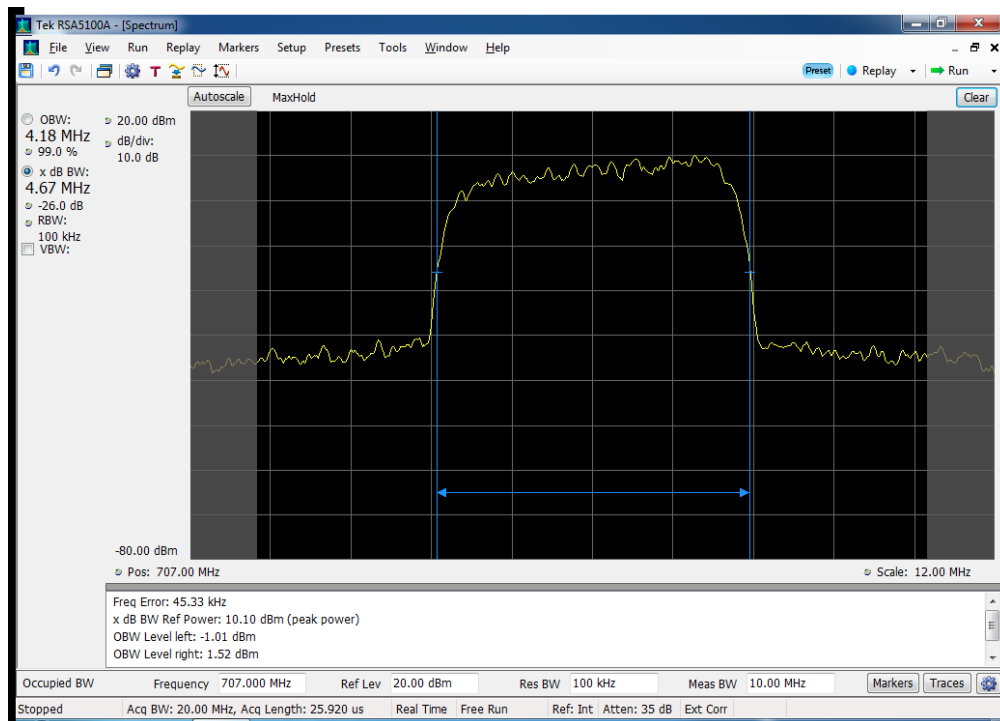 Tek RSA5100A - [Spectrum]
File View Run Replay Markers Setup Presets Tools Window Help
T Preset Replay Run
Autoscale MaxHold Clear
OBW: 20.00 dBm
4.18 MHz dB/div:
99.0 % 10.0 dB
x dB BW:
4.67 MHz
-26.0 dB
RBW:
100 kHz
VBW:
-80.00 dBm
Pos: 707.00 MHz Scale: 12.00 MHz
Freq Error: 45.33 kHz
x dB BW Ref Power: 10.10 dBm (peak power)
OBW Level left: -1.01 dBm
OBW Level right: 1.52 dBm
Occupied BW Frequency 707.000 MHz Ref Lev 20.00 dBm Res BW 100 kHz Meas BW 10.00 MHz Markers Traces
Stopped Acq BW: 20.00 MHz, Acq Length: 25.920 us Real Time Free Run Ref: Int Atten: 35 dB Ext Corr